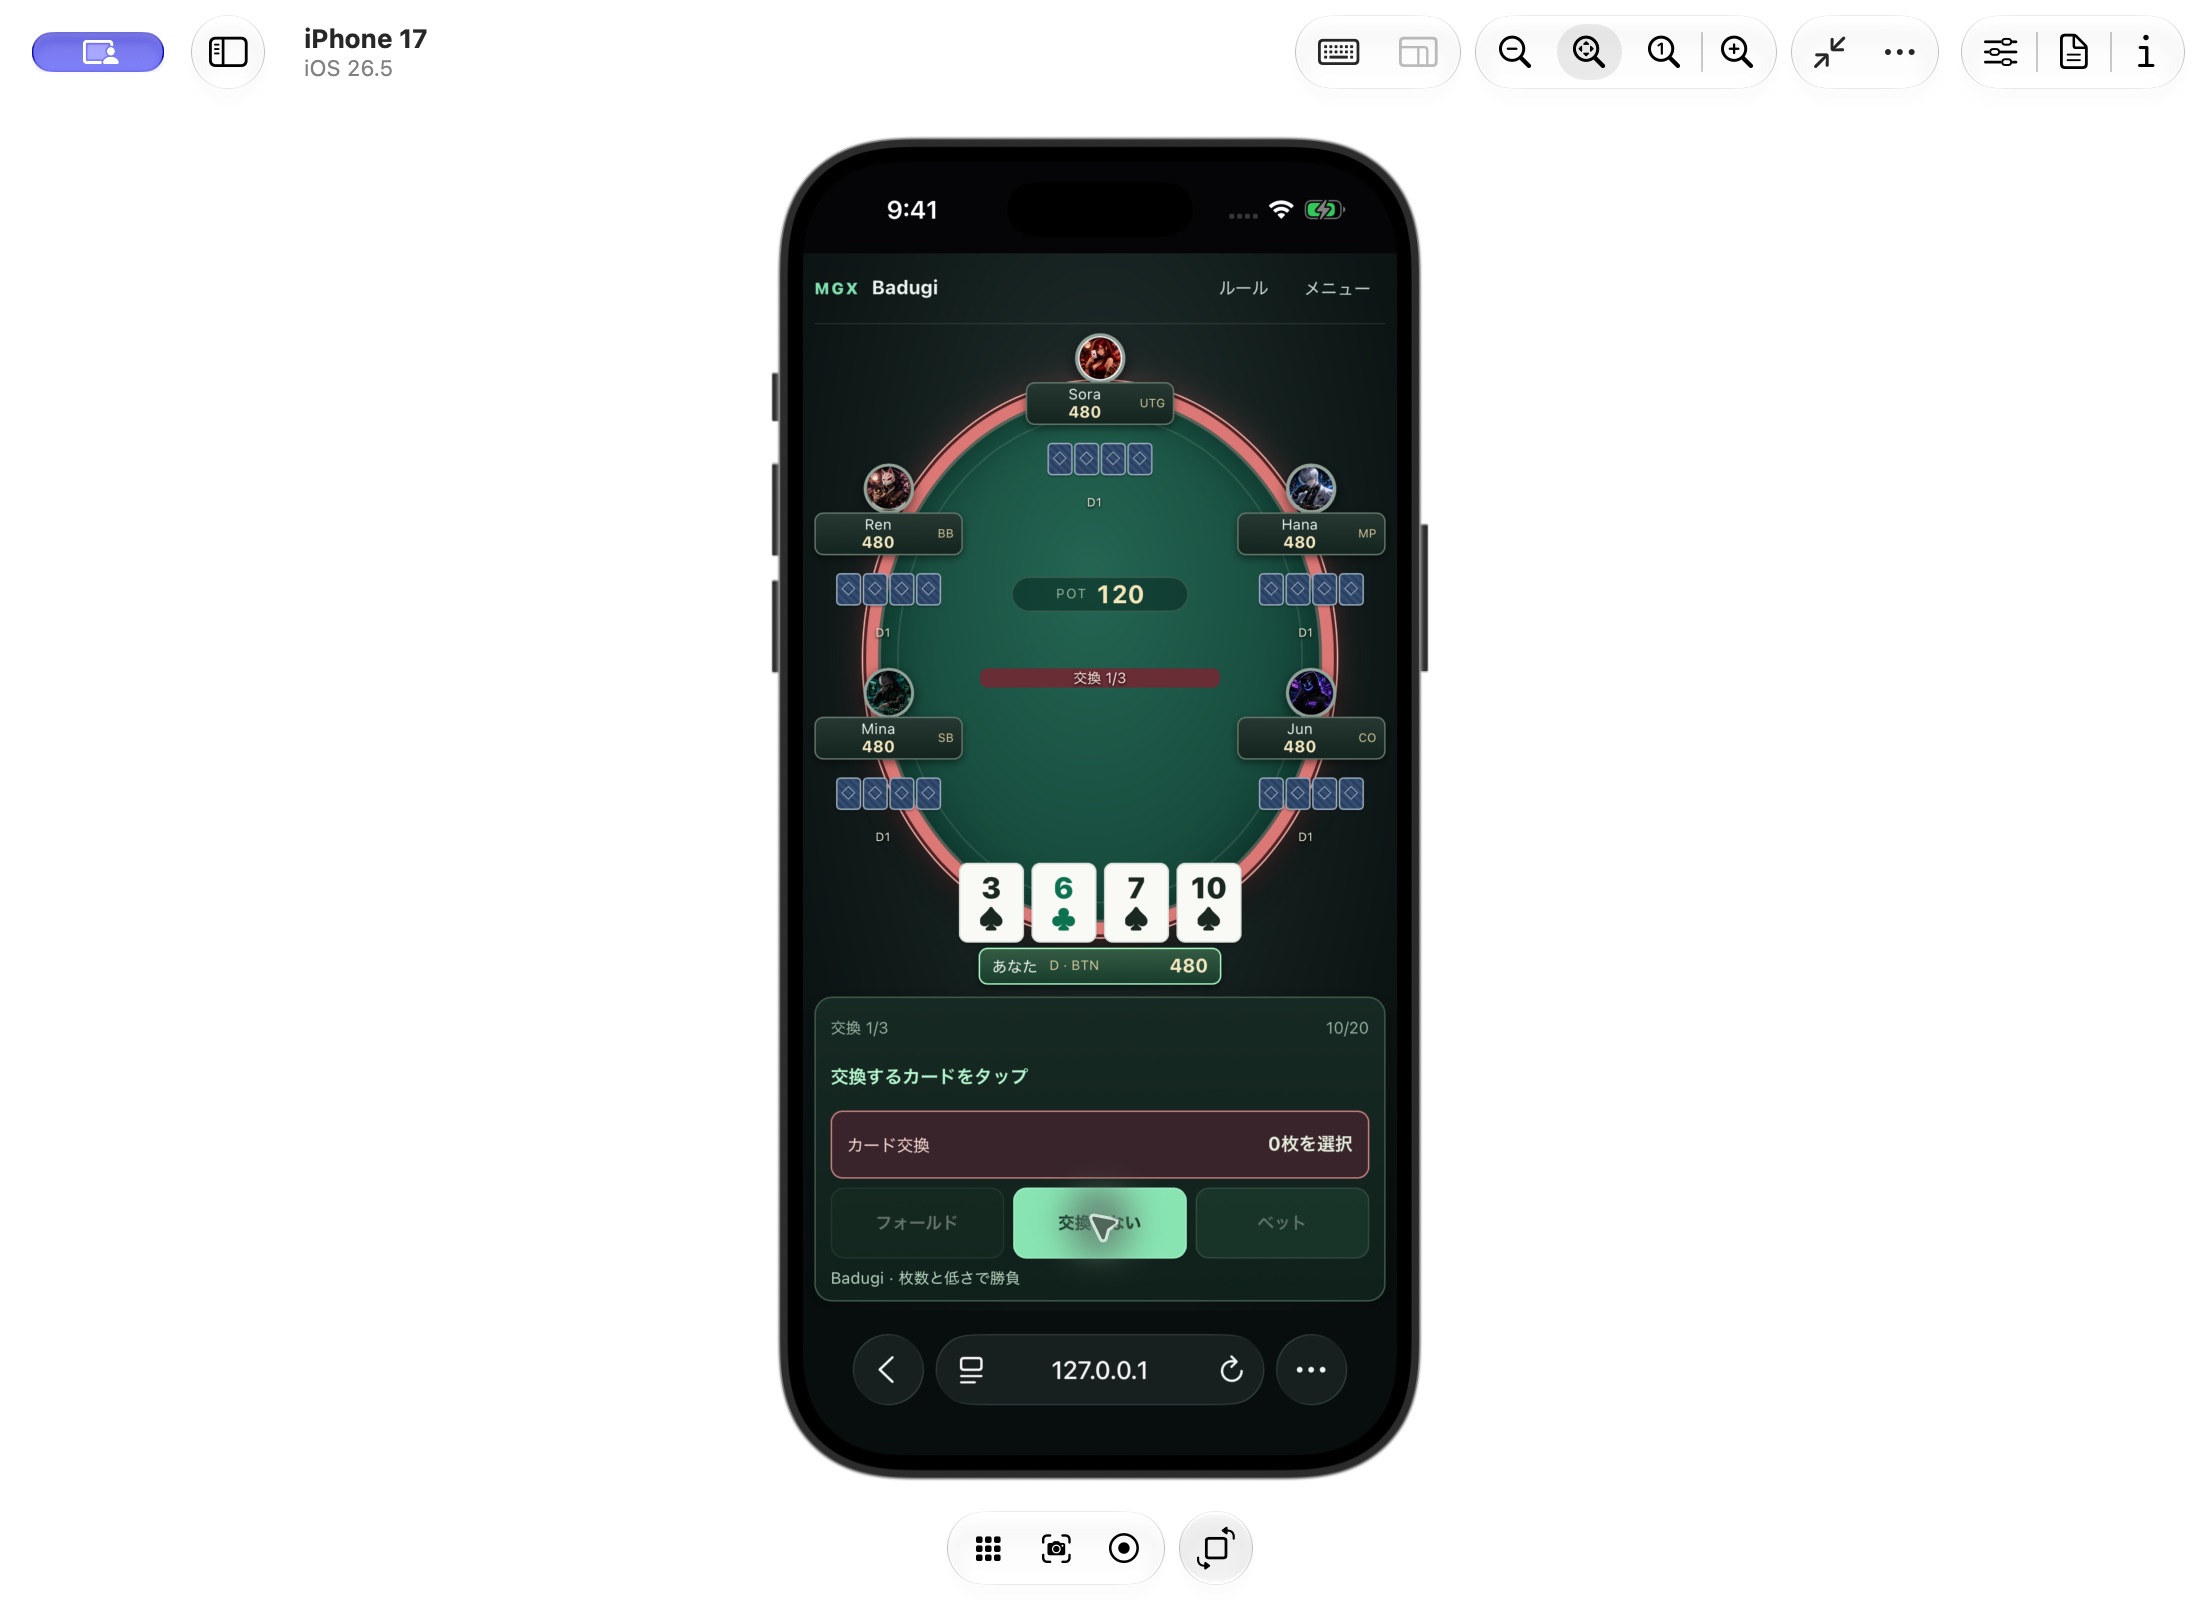 iPhone 17
iOS 26.5
9:41
MGX Badugi ルール メニュー
Sora
480
UTG
D1
Ren
480
BB
D1
Hana
480
MP
D1
POT 120
交換 1/3
Mina
480
SB
D1
Jun
480
CO
D1
3 6 7 10
あなた D · BTN 480
交換 1/3 10/20
交換するカードをタップ
カード交換 0枚を選択
フォールド 交換 ない ベット
Badugi · 枚数と低さで勝負
127.0.0.1